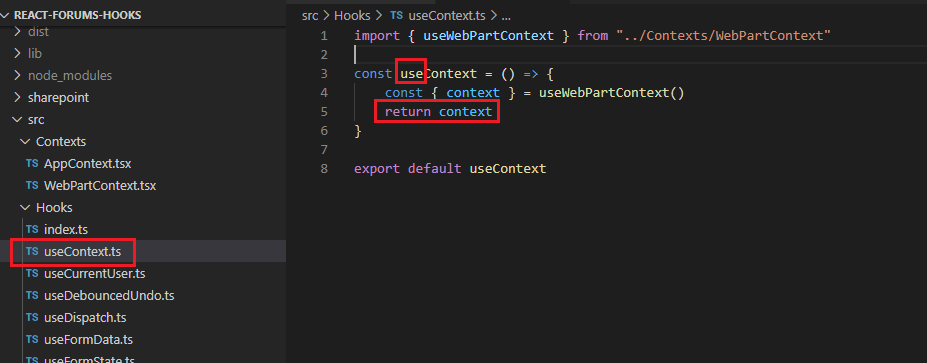 REACT-FORUMS-HOOKS
dist
lib
node_modules
sharepoint
src
Contexts
TS AppContext.tsx
TS WebPartContext.tsx
Hooks
TS index.ts
TS useContext.ts
TS useCurrentUser.ts
TS useDebouncedUndo.ts
TS useDispatch.ts
TS useFormData.ts
TS useFormState.ts
src > Hooks > TS useContext.ts > ...
1 import { useWebPartContext } from "../Contexts/WebPartContext"
2
3 const useContext = () => {
4 const { context } = useWebPartContext()
5 return context
6 }
7
8 export default useContext